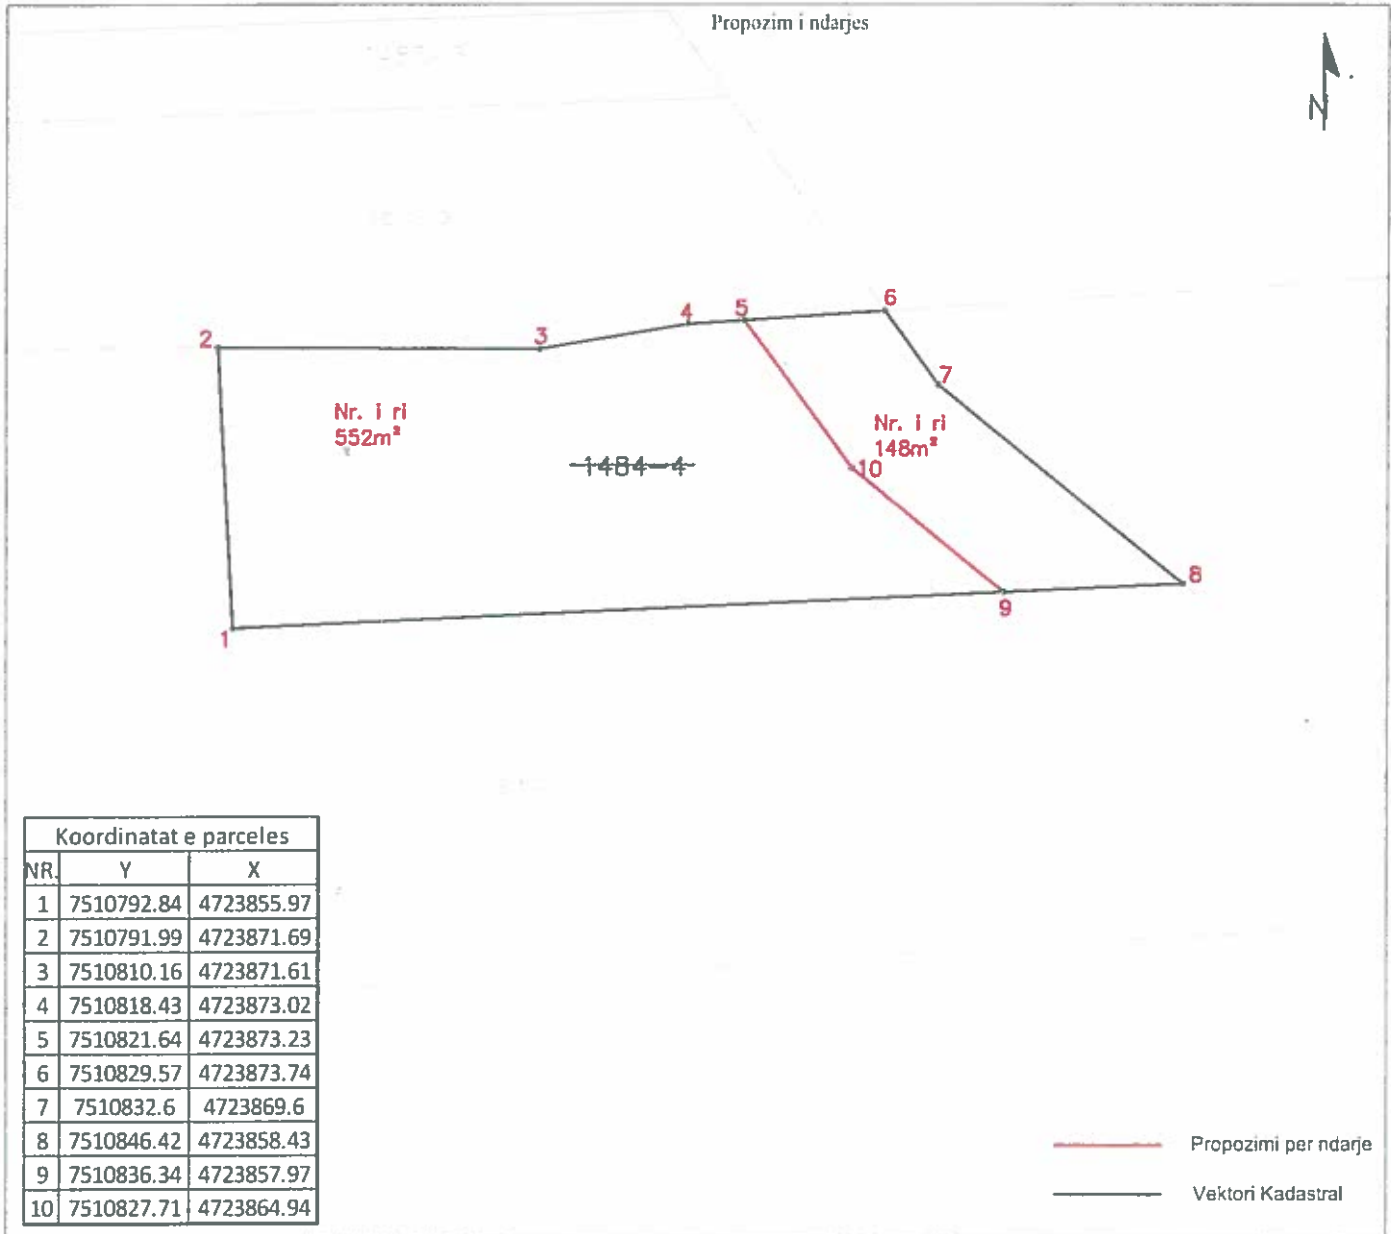 Propozim i ndarjes
N
2
3
4
5
6
7
Nr. i ri
552m²
Nr. i ri
148m²
1484-4
10
8
9
1
Koordinatat e parceles
NR. Y X
1 7510792.84 4723855.97
2 7510791.99 4723871.69
3 7510810.16 4723871.61
4 7510818.43 4723873.02
5 7510821.64 4723873.23
6 7510829.57 4723873.74
7 7510832.6 4723869.6
8 7510846.42 4723858.43
9 7510836.34 4723857.97
10 7510827.71 4723864.94
Propozimi per ndarje
Vektori Kadastral